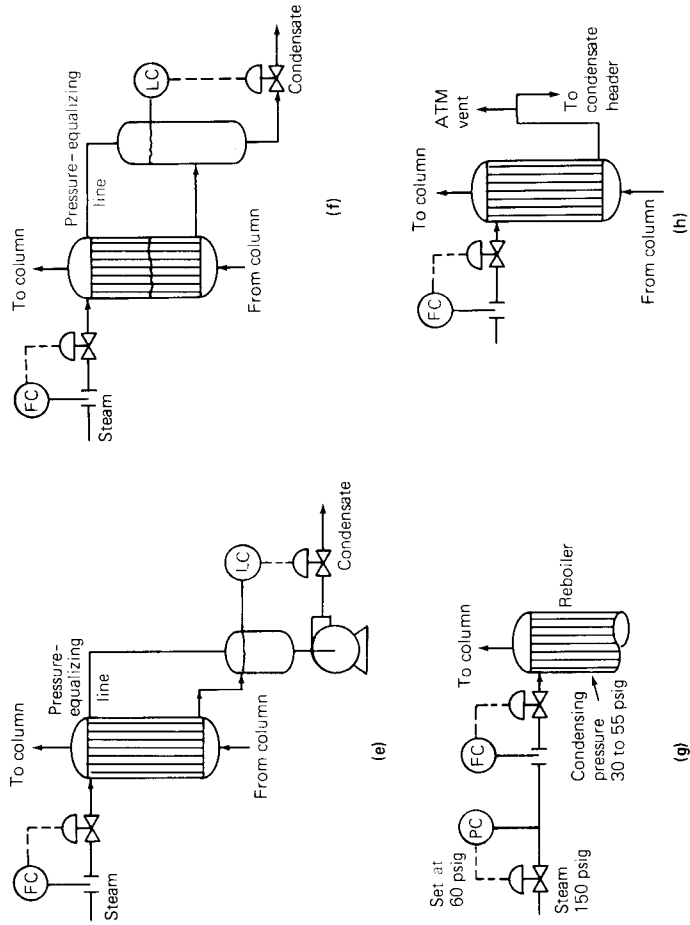 To column
Pressure-
equalizing
line
FC
Steam
LC
From column
Condensate
(e)
To column
Pressure-equalizing
line
FC
Steam
LC
From column
Condensate
(f)
Set at
60 psig
PC
FC
To column
Steam
150 psig
Condensing
pressure
30 to 55 psig
Reboiler
(g)
FC
To column
ATM
vent
To
condensate
header
From column
(h)